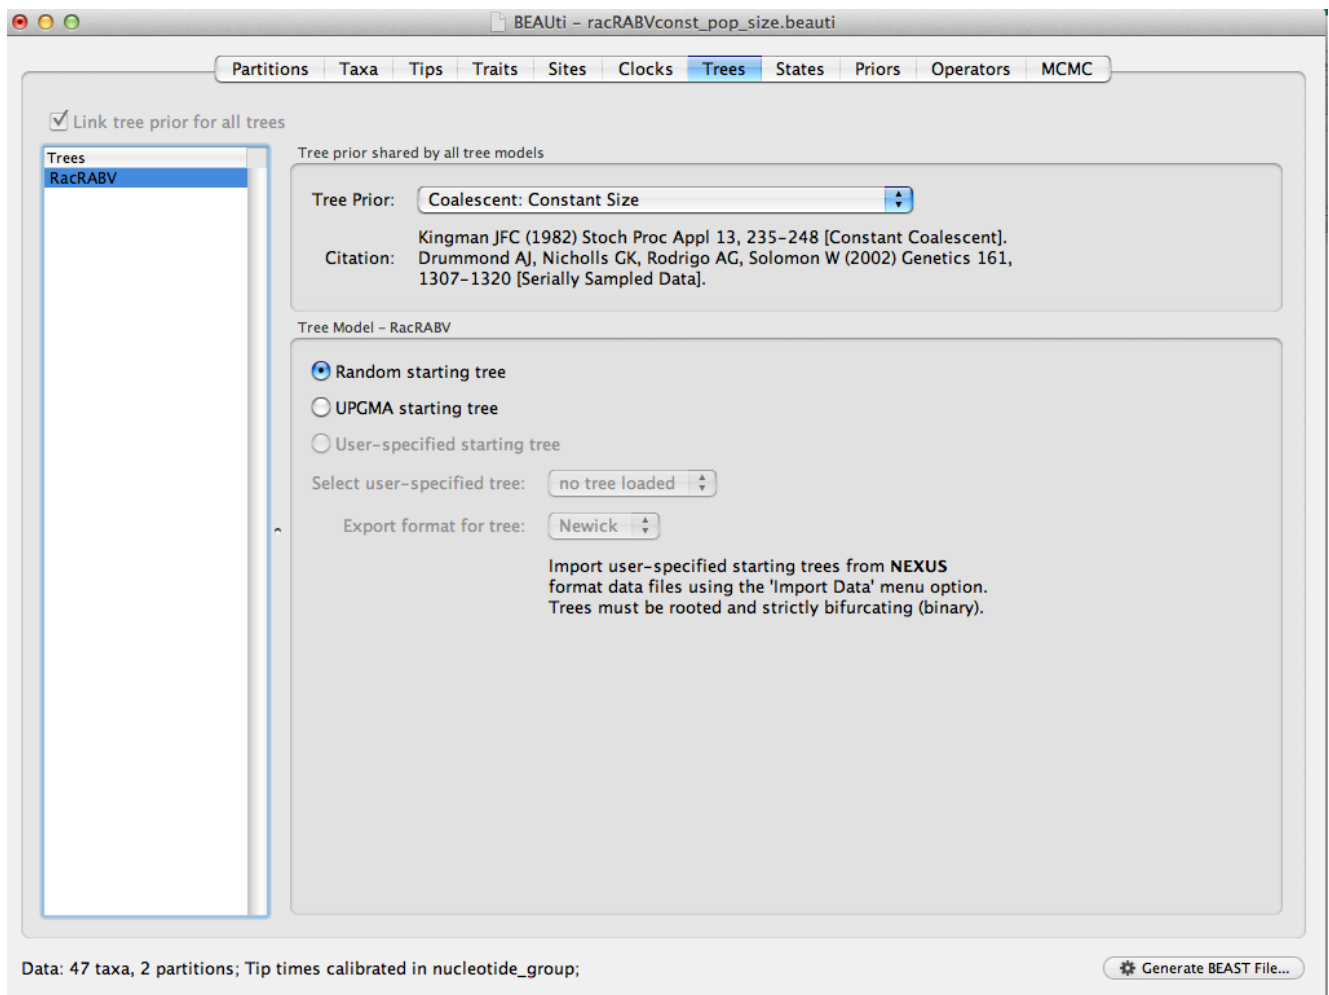 BEAUti – racRABVconst_pop_size.beauti
Partitions Taxa Tips Traits Sites Clocks Trees States Priors Operators MCMC
Link tree prior for all trees
Trees
RacRABV
Tree prior shared by all tree models
Tree Prior: Coalescent: Constant Size
Kingman JFC (1982) Stoch Proc Appl 13, 235–248 [Constant Coalescent].
Citation: Drummond AJ, Nicholls GK, Rodrigo AG, Solomon W (2002) Genetics 161,
1307–1320 [Serially Sampled Data].
Tree Model – RacRABV
Random starting tree
UPGMA starting tree
User–specified starting tree
Select user–specified tree: no tree loaded
Export format for tree: Newick
Import user–specified starting trees from NEXUS
format data files using the 'Import Data' menu option.
Trees must be rooted and strictly bifurcating (binary).
Data: 47 taxa, 2 partitions; Tip times calibrated in nucleotide_group;
Generate BEAST File...